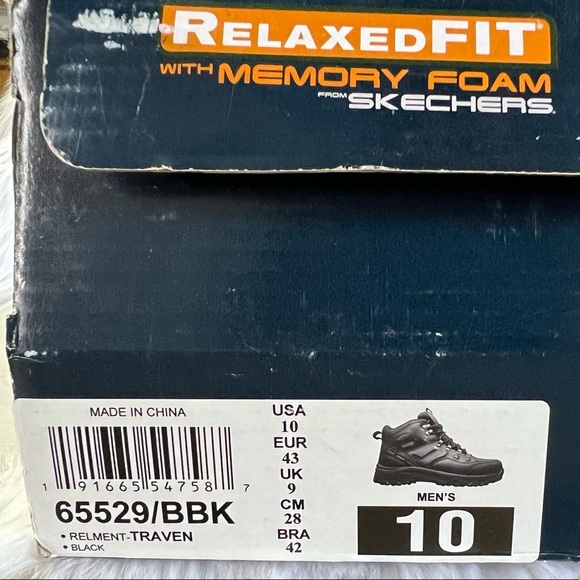 RELAXED FIT
WITH MEMORY FOAM
FROM SKECHERS
MADE IN CHINA
1 91665 54758 7
65529/BBK
• RELMENT-TRAVEN
• BLACK
USA
10
EUR
43
UK
9
CM
28
BRA
42
MEN'S
10